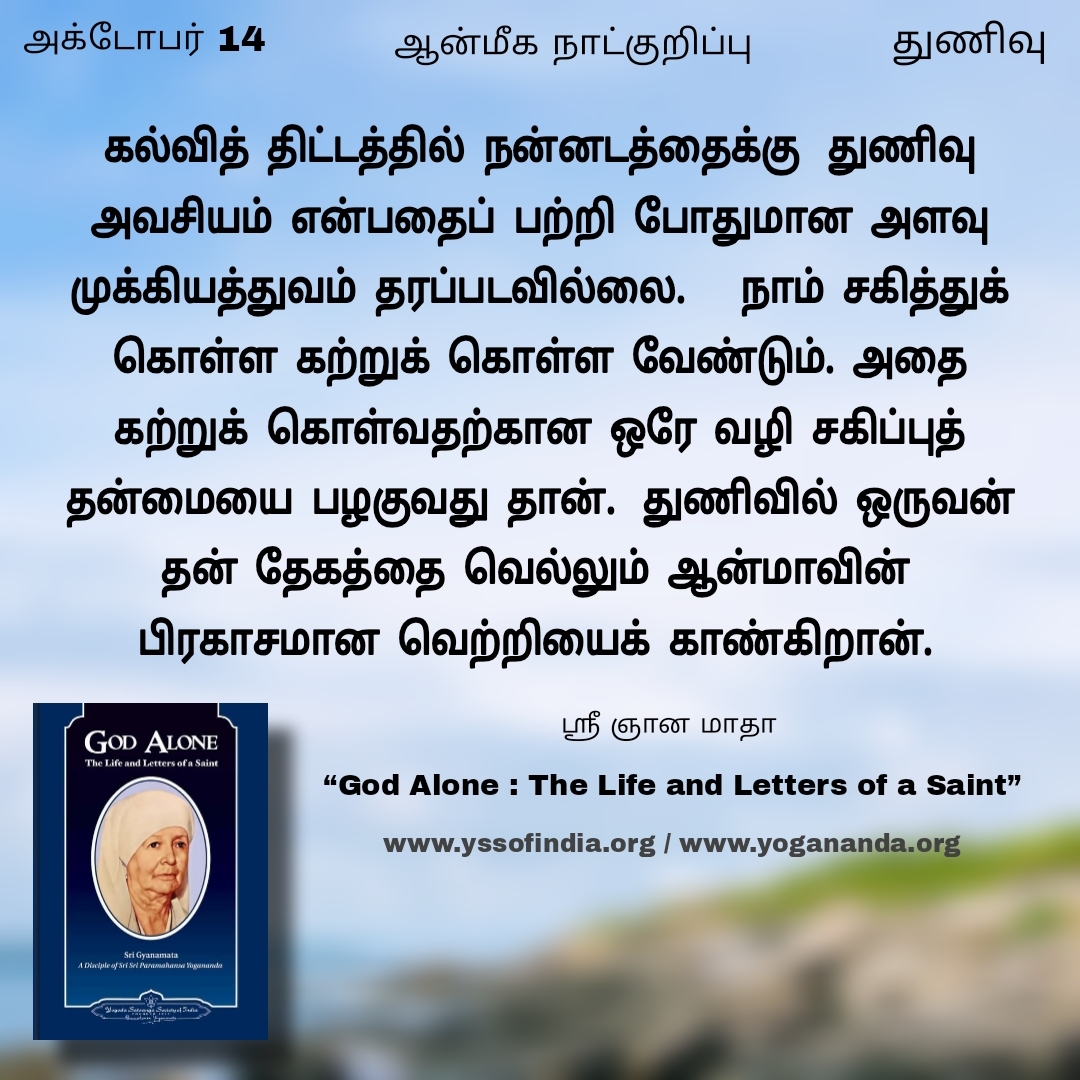 அக்டோபர் 14
ஆன்மீக நாட்குறிப்பு
துணிவு
கல்வித் திட்டத்தில் நன்னடத்தைக்கு துணிவு
அவசியம் என்பதைப் பற்றி போதுமான அளவு
முக்கியத்துவம் தரப்படவில்லை. நாம் சகித்துக்
கொள்ள கற்றுக் கொள்ள வேண்டும். அதை
கற்றுக் கொள்வதற்கான ஒரே வழி சகிப்புத்
தன்மையை பழகுவது தான். துணிவில் ஒருவன்
தன் தேகத்தை வெல்லும் ஆன்மாவின்
பிரகாசமான வெற்றியைக் காண்கிறான்.
ஸ்ரீ ஞான மாதா
“God Alone : The Life and Letters of a Saint”
www.yssofindia.org / www.yogananda.org
GOD ALONE
The Life and Letters of a Saint
Sri Gyanamata
A Disciple of Sri Sri Paramahansa Yogananda
Yogoda Satsanga Society of India